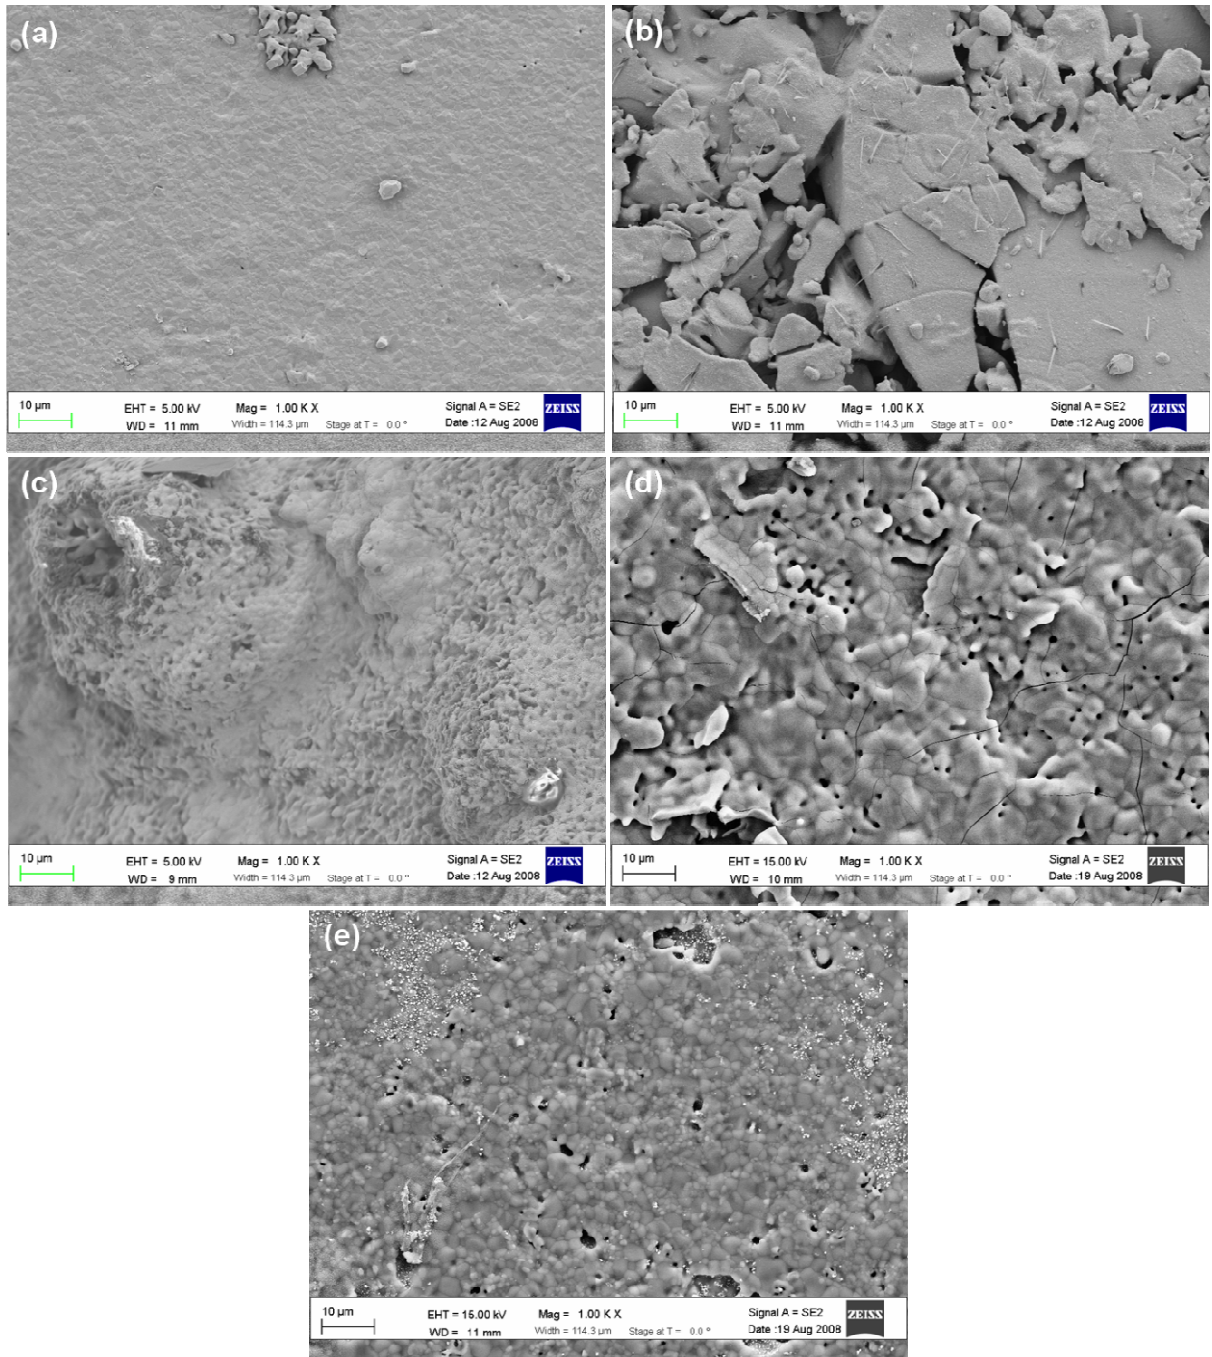 (a)
10 µm
EHT = 5.00 kV
WD = 11 mm
Mag = 1.00 K X
Width = 114.3 µm
Stage at T = 0.0 °
Signal A = SE2
Date :12 Aug 2008
ZEISS
(b)
10 µm
EHT = 5.00 kV
WD = 11 mm
Mag = 1.00 K X
Width = 114.3 µm
Stage at T = 0.0 °
Signal A = SE2
Date :12 Aug 2008
ZEISS
(c)
10 µm
EHT = 5.00 kV
WD = 9 mm
Mag = 1.00 K X
Width = 114.3 µm
Stage at T = 0.0 °
Signal A = SE2
Date :12 Aug 2008
ZEISS
(d)
10 µm
EHT = 15.00 kV
WD = 10 mm
Mag = 1.00 K X
Width = 114.3 µm
Stage at T = 0.0 °
Signal A = SE2
Date :19 Aug 2008
ZEISS
(e)
10 µm
EHT = 15.00 kV
WD = 11 mm
Mag = 1.00 K X
Width = 114.3 µm
Stage at T = 0.0 °
Signal A = SE2
Date :19 Aug 2008
ZEISS